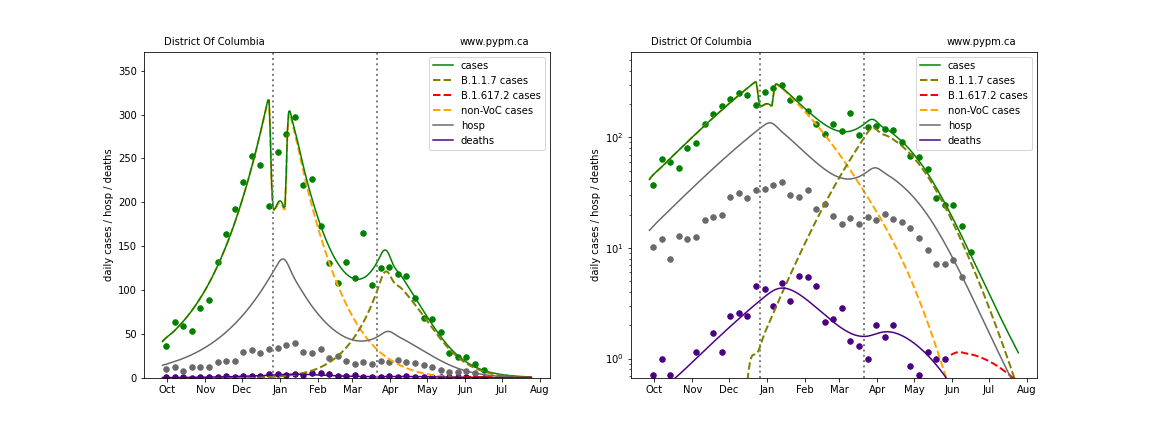 District Of Columbia
www.pypm.ca
350
300
250
200
150
100
50
0
daily cases / hosp / deaths
cases
B.1.1.7 cases
B.1.617.2 cases
non-VoC cases
hosp
deaths
Oct Nov Dec Jan Feb Mar Apr May Jun Jul Aug
District Of Columbia
www.pypm.ca
10²
10¹
10⁰
daily cases / hosp / deaths
cases
B.1.1.7 cases
B.1.617.2 cases
non-VoC cases
hosp
deaths
Oct Nov Dec Jan Feb Mar Apr May Jun Jul Aug